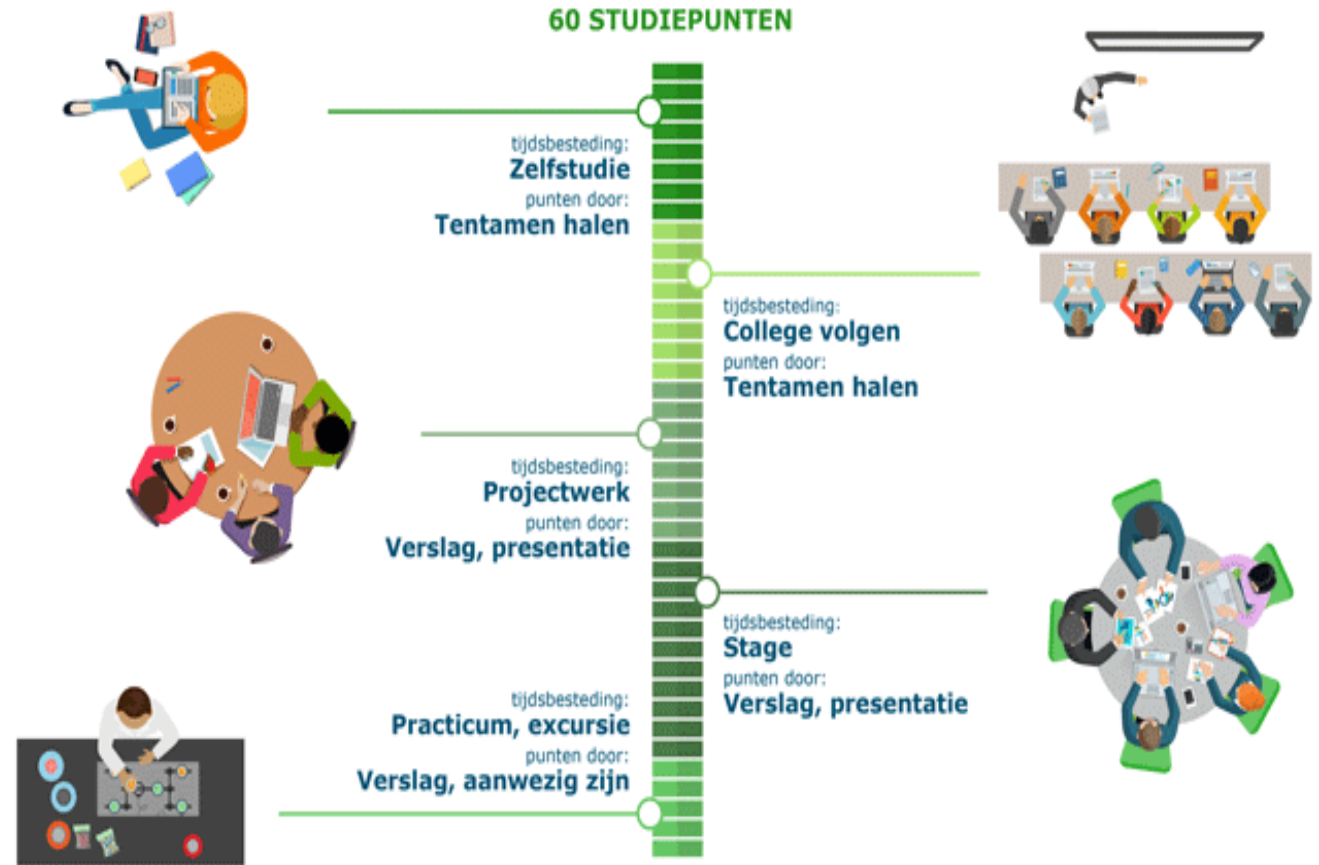 60 STUDIEPUNTEN
tijdsbesteding:
Zelfstudie
punten door:
Tentamen halen
tijdsbesteding:
College volgen
punten door:
Tentamen halen
tijdsbesteding:
Projectwerk
punten door:
Verslag, presentatie
tijdsbesteding:
Stage
punten door:
Verslag, presentatie
tijdsbesteding:
Practicum, excursie
punten door:
Verslag, aanwezig zijn